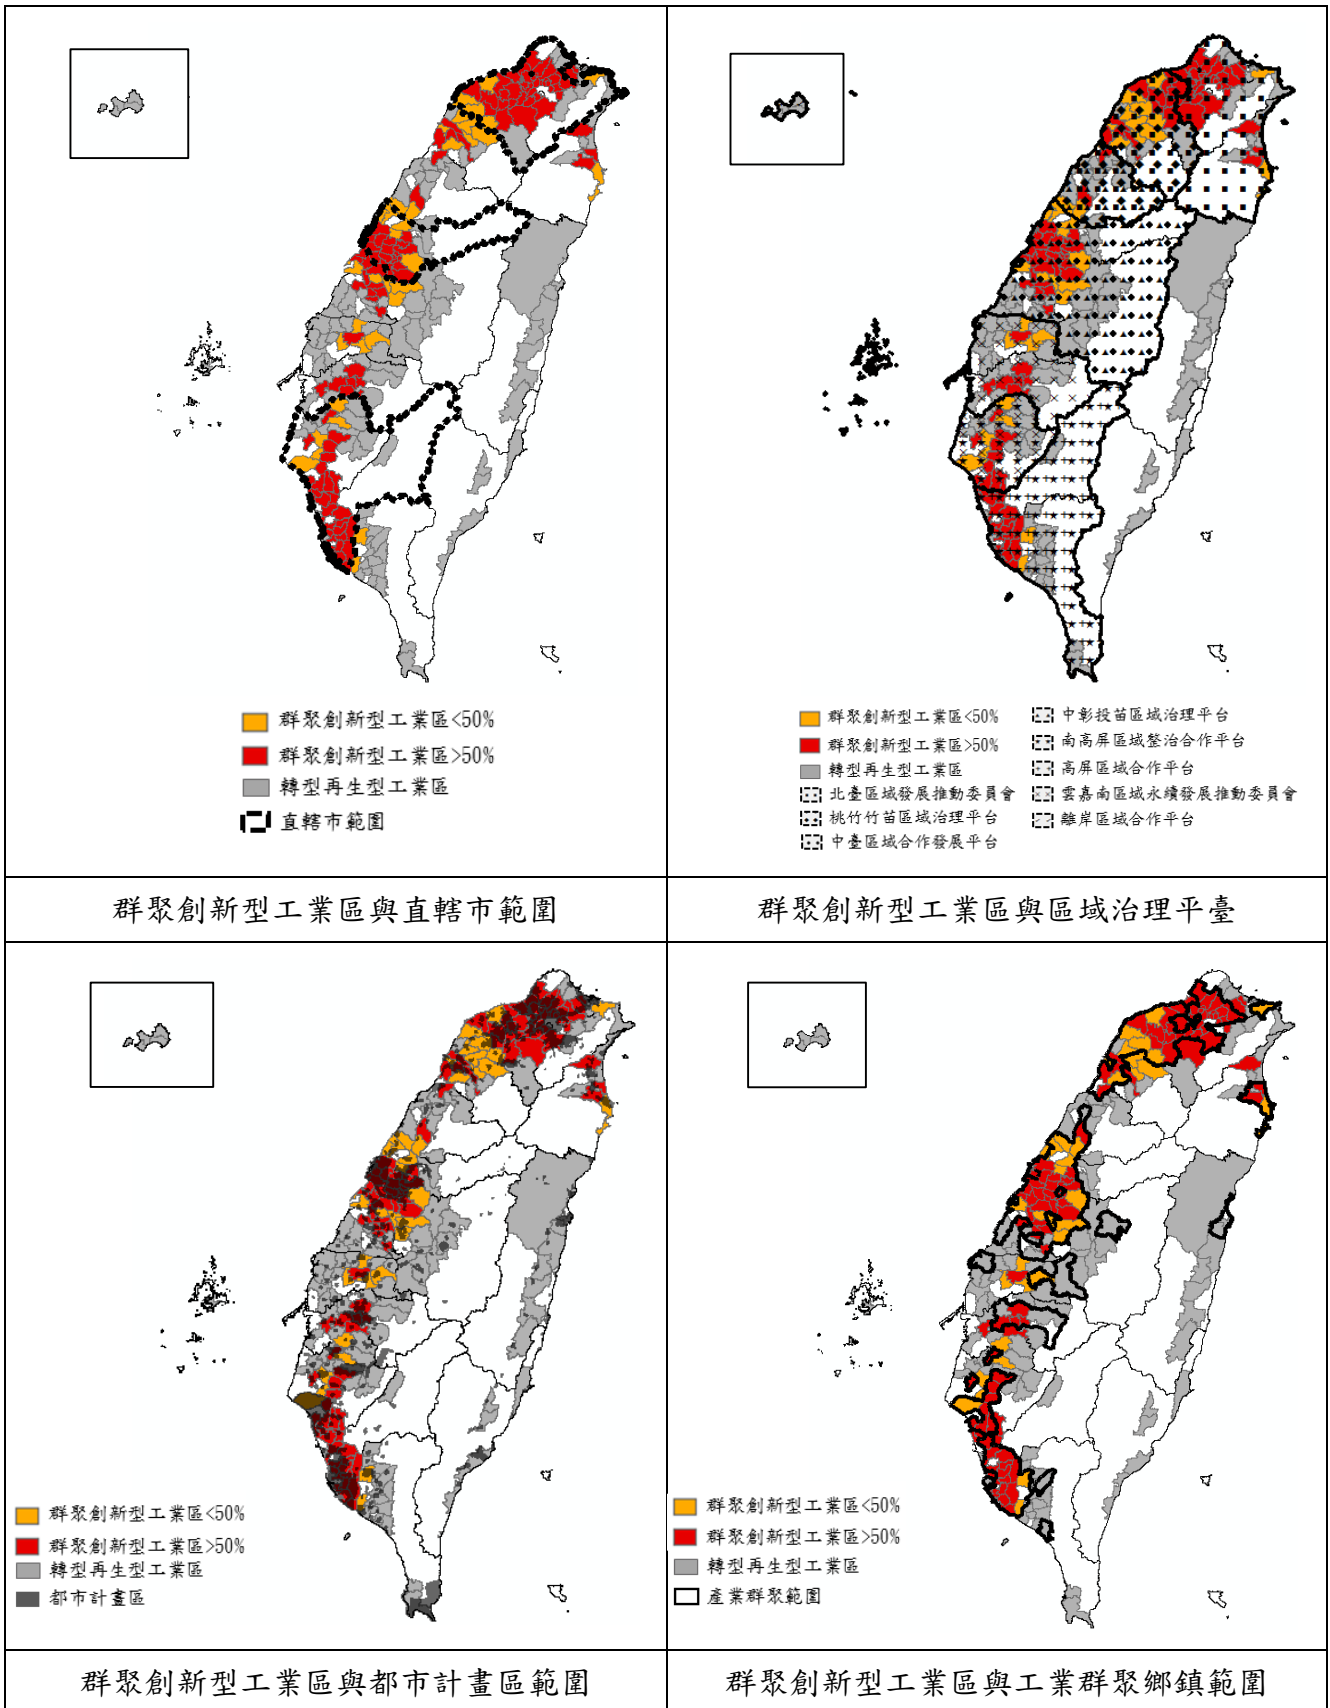 群聚創新型工業區<50%
群聚創新型工業區>50%
轉型再生型工業區
直轄市範圍
群聚創新型工業區<50%
群聚創新型工業區>50%
轉型再生型工業區
北臺區域發展推動委員會
桃竹竹苗區域治理平台
中臺區域合作發展平台
中彰投苗區域治理平台
南高屏區域整治合作平台
高屏區域合作平台
雲嘉南區域永續發展推動委員會
離岸區域合作平台
群聚創新型工業區與直轄市範圍
群聚創新型工業區與區域治理平臺
群聚創新型工業區<50%
群聚創新型工業區>50%
轉型再生型工業區
都市計畫區
群聚創新型工業區<50%
群聚創新型工業區>50%
轉型再生型工業區
產業群聚範圍
群聚創新型工業區與都市計畫區範圍
群聚創新型工業區與工業群聚鄉鎮範圍